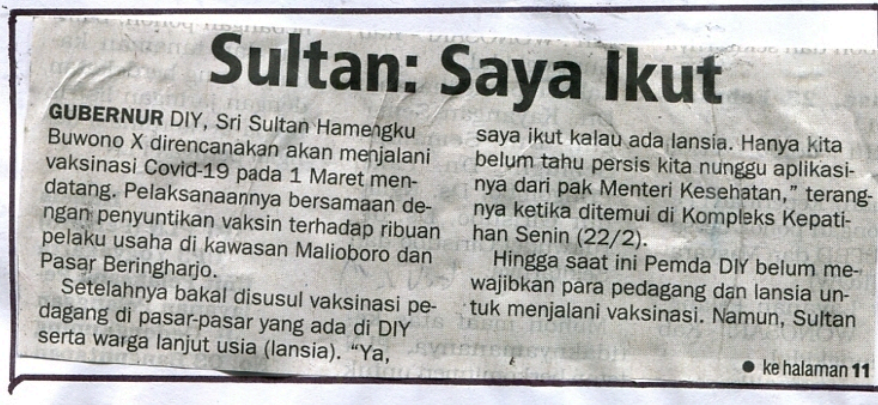 Sultan: Saya Ikut
GUBERNUR DIY, Sri Sultan Hamengku
Buwono X direncanakan akan menjalani
vaksinasi Covid-19 pada 1 Maret men-
datang. Pelaksanaannya bersamaan de-
ngan penyuntikan vaksin terhadap ribuan
pelaku usaha di kawasan Malioboro dan
Pasar Beringharjo.
Setelahnya bakal disusul vaksinasi pe-
dagang di pasar-pasar yang ada di DIY
serta warga lanjut usia (lansia). “Ya,
saya ikut kalau ada lansia. Hanya kita
belum tahu persis kita nunggu aplikasi-
nya dari pak Menteri Kesehatan,” terang-
nya ketika ditemui di Kompleks Kepati-
han Senin (22/2).
Hingga saat ini Pemda DIY belum me-
wajibkan para pedagang dan lansia un-
tuk menjalani vaksinasi. Namun, Sultan
● ke halaman 11